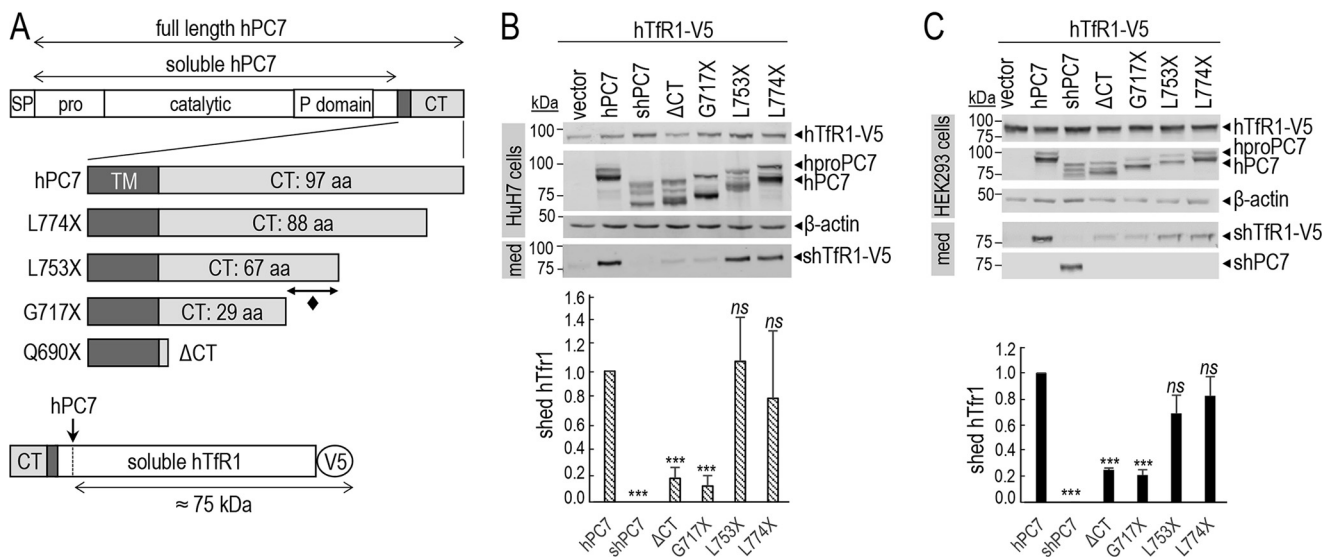 A
full length hPC7
soluble hPC7
SP pro catalytic P domain CT
hPC7 TM CT: 97 aa
L774X CT: 88 aa
L753X CT: 67 aa
♦
G717X CT: 29 aa
Q690X ΔCT
hPC7
CT soluble hTfR1 V5
≈ 75 kDa
B
hTfR1-V5
kDa vector hPC7 shPC7 ΔCT G717X L753X L774X
HuH7 cells
100 hTfR1-V5
100 hproPC7
75 hPC7
50 β-actin
med
100 shTfR1-V5
75
shed hTfr1
1.6
1.4
1.2
1.0
0.8
0.6
0.4
0.2
0.0
*** *** *** ns ns
hPC7 shPC7 ΔCT G717X L753X L774X
C
hTfR1-V5
kDa vector hPC7 shPC7 ΔCT G717X L753X L774X
HEK293 cells
100 hTfR1-V5
75
100 hproPC7
75 hPC7
50 β-actin
med
75 shTfR1-V5
75 shPC7
shed hTfr1
1.2
1.0
0.8
0.6
0.4
0.2
0.0
*** *** *** ns ns
hPC7 shPC7 ΔCT G717X L753X L774X